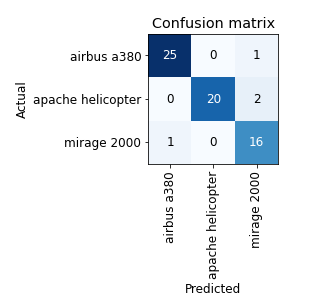 Confusion matrix
Actual
airbus a380 25 0 1
apache helicopter 0 20 2
mirage 2000 1 0 16
airbus a380
apache helicopter
mirage 2000
Predicted